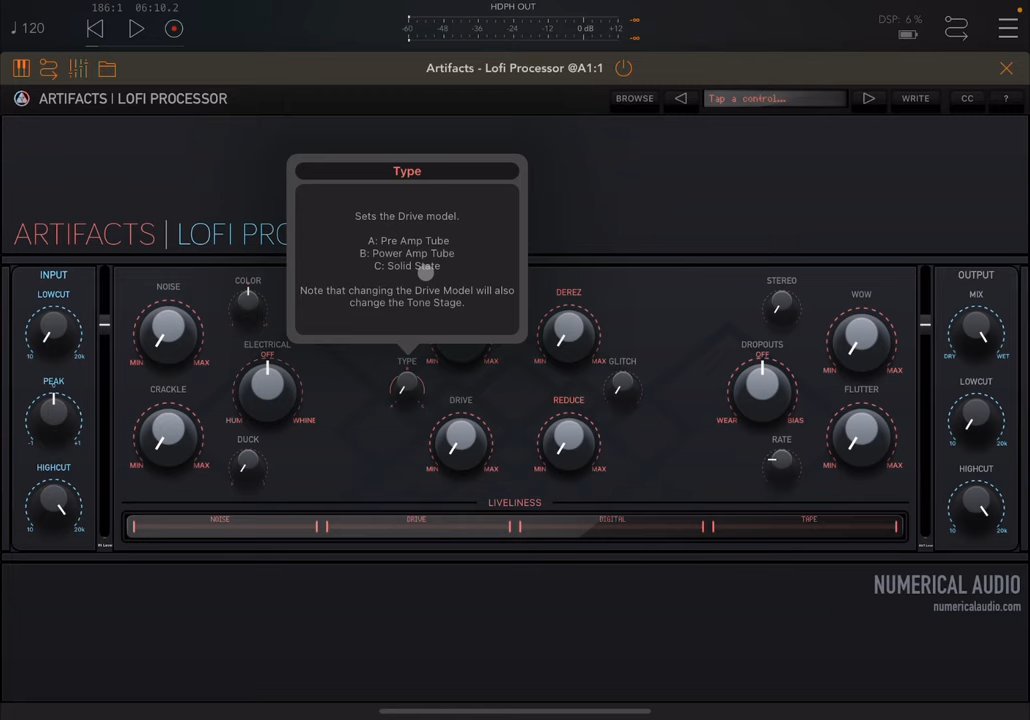 HDPH OUT
186:1 06:10.2
120
-60 -48 -36 -24 -12 0 dB +12
-∞
-∞
DSP: 6 %
Artifacts - Lofi Processor @A1:1
ARTIFACTS | LOFI PROCESSOR
BROWSE
Tap a control...
WRITE
CC
?
Type
Sets the Drive model.
A: Pre Amp Tube
B: Power Amp Tube
C: Solid State
Note that changing the Drive Model will also
change the Tone Stage.
ARTIFACTS | LOFI PRO
INPUT
LOWCUT
10 20k
PEAK
HIGHCUT
10 20k
NOISE
MIN MAX
COLOR
ELECTRICAL
OFF
HUM WHINE
CRACKLE
MIN MAX
DUCK
TYPE
MIN MAX
DRIVE
MIN MAX
DEREZ
MIN MAX
GLITCH
REDUCE
MIN MAX
STEREO
DROPOUTS
OFF
WEAR BIAS
RATE
WOW
MIN MAX
FLUTTER
MIN MAX
OUTPUT
MIX
DRY WET
LOWCUT
10 20k
HIGHCUT
10 20k
LIVELINESS
NOISE DRIVE DIGITAL TAPE
NUMERICAL AUDIO
numericalaudio.com